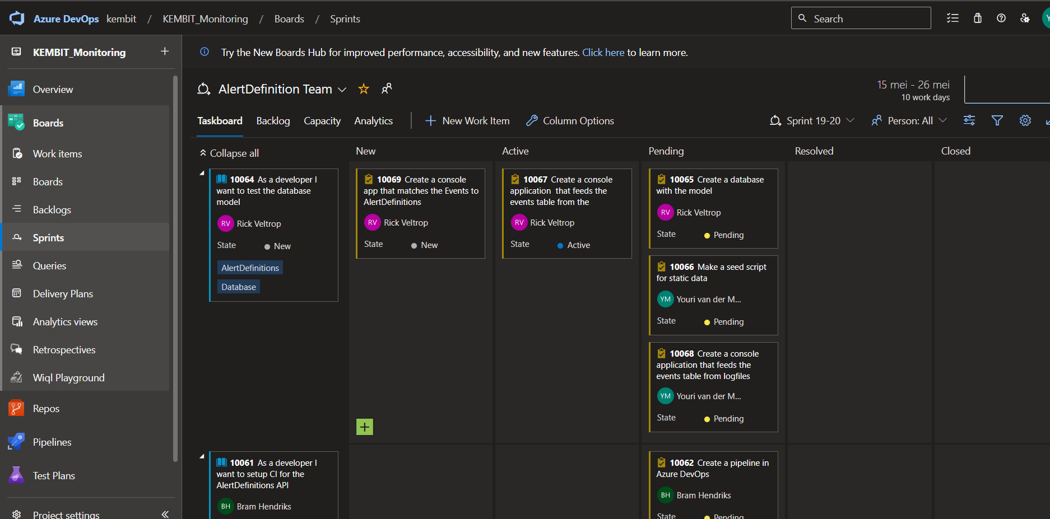 Azure DevOps kembit / KEMBIT_Monitoring / Boards / Sprints
Search
KEMBIT_Monitoring
Overview
Boards
Work items
Boards
Backlogs
Sprints
Queries
Delivery Plans
Analytics views
Retrospectives
Wiql Playground
Repos
Pipelines
Test Plans
Project settings
Try the New Boards Hub for improved performance, accessibility, and new features. Click here to learn more.
AlertDefinition Team
15 mei - 26 mei
10 work days
Taskboard Backlog Capacity Analytics
New Work Item
Column Options
Sprint 19-20
Person: All
Collapse all
New
Active
Pending
Resolved
Closed
10064 As a developer I
want to test the database
model
RV Rick Veltrop
State New
AlertDefinitions
Database
10069 Create a console
app that matches the Events to
AlertDefinitions
RV Rick Veltrop
State New
10067 Create a console
application that feeds the
events table from the
RV Rick Veltrop
State Active
10065 Create a database
with the model
RV Rick Veltrop
State Pending
10066 Make a seed script
for static data
YM Youri van der M...
State Pending
10068 Create a console
application that feeds the
events table from logfiles
YM Youri van der M...
State Pending
10061 As a developer I
want to setup CI for the
AlertDefinitions API
BH Bram Hendriks
10062 Create a pipeline in
Azure DevOps
BH Bram Hendriks
State Pending